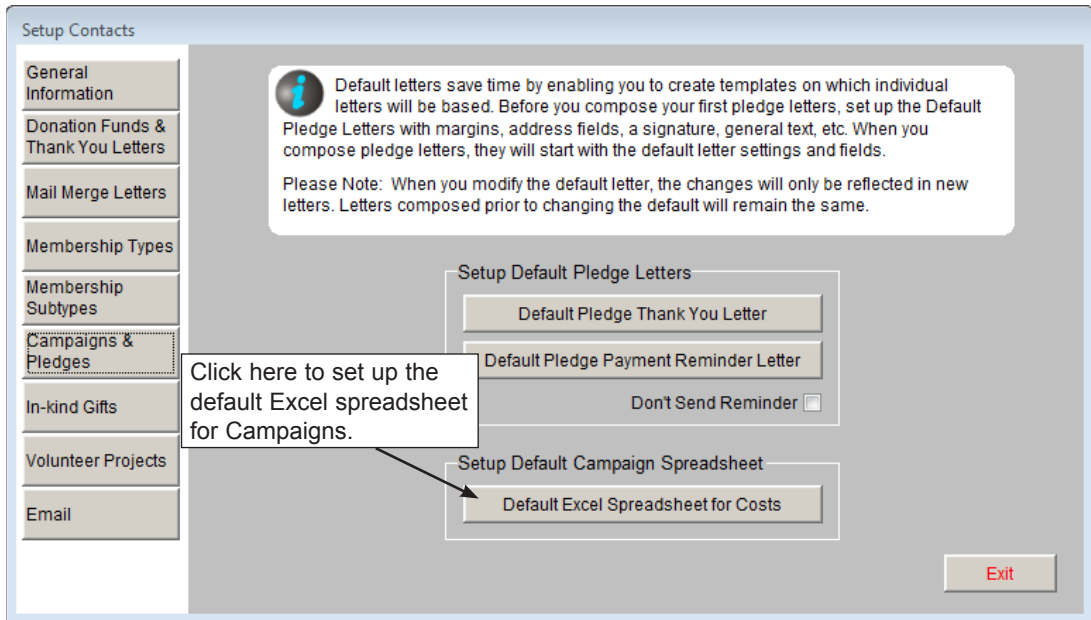 Setup Contacts
General
Information
Donation Funds &
Thank You Letters
Mail Merge Letters
Membership Types
Membership
Subtypes
Campaigns &
Pledges
In-kind Gifts
Volunteer Projects
Email
Default letters save time by enabling you to create templates on which individual
letters will be based. Before you compose your first pledge letters, set up the Default
Pledge Letters with margins, address fields, a signature, general text, etc. When you
compose pledge letters, they will start with the default letter settings and fields.
Please Note: When you modify the default letter, the changes will only be reflected in new
letters. Letters composed prior to changing the default will remain the same.
Setup Default Pledge Letters
Default Pledge Thank You Letter
Default Pledge Payment Reminder Letter
Don't Send Reminder
Click here to set up the
default Excel spreadsheet
for Campaigns.
Setup Default Campaign Spreadsheet
Default Excel Spreadsheet for Costs
Exit